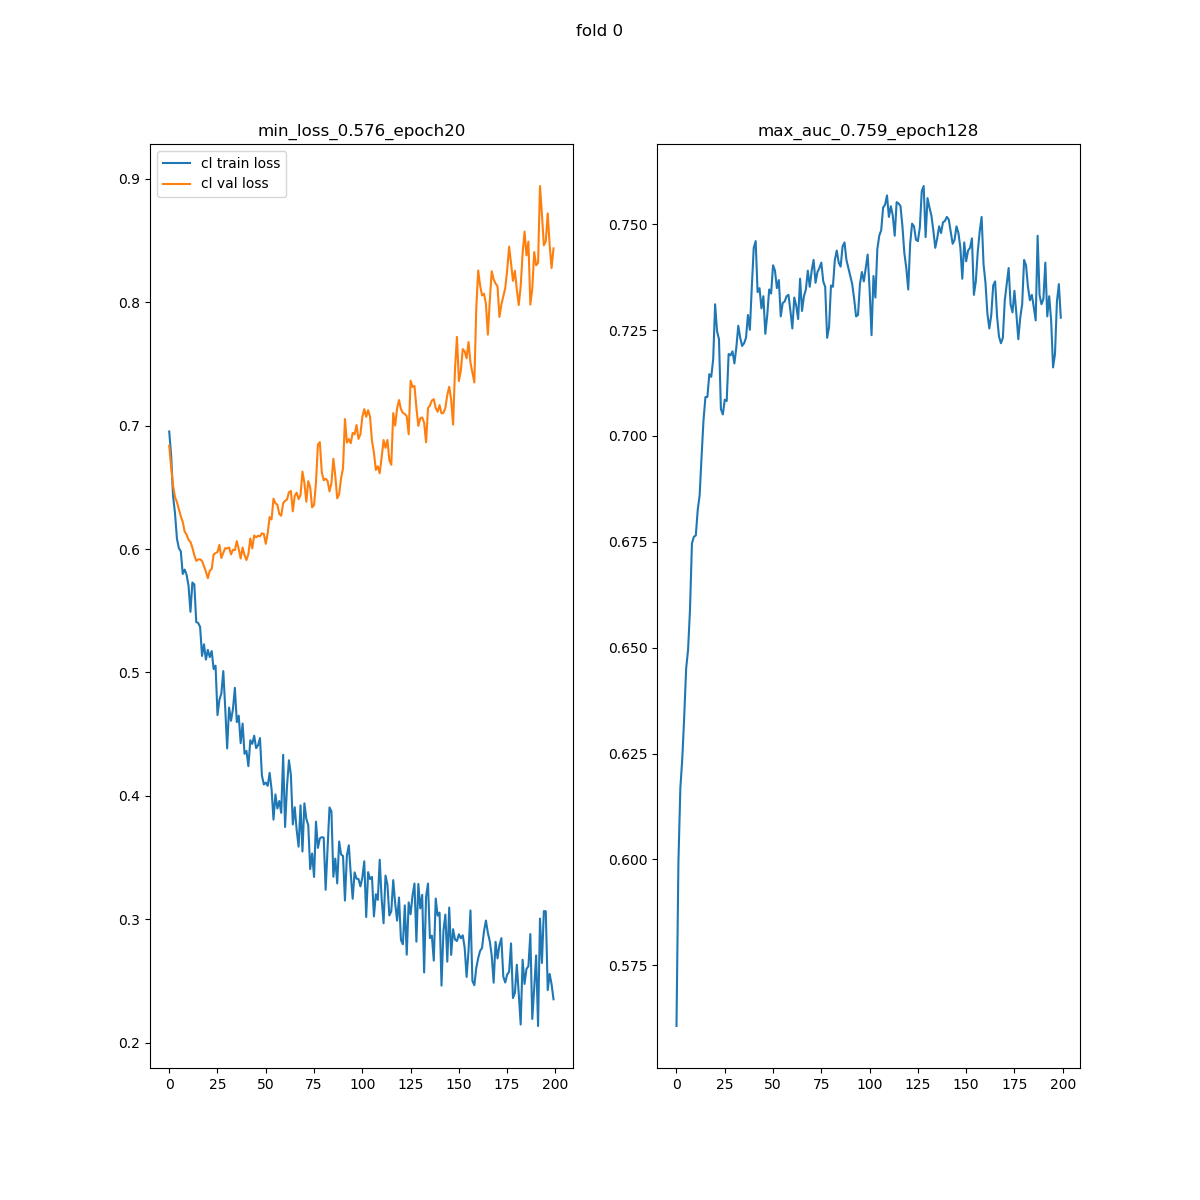 fold 0
min_loss_0.576_epoch20
cl train loss
cl val loss
0.9
0.8
0.7
0.6
0.5
0.4
0.3
0.2
0 25 50 75 100 125 150 175 200
max_auc_0.759_epoch128
0.750
0.725
0.700
0.675
0.650
0.625
0.600
0.575
0 25 50 75 100 125 150 175 200